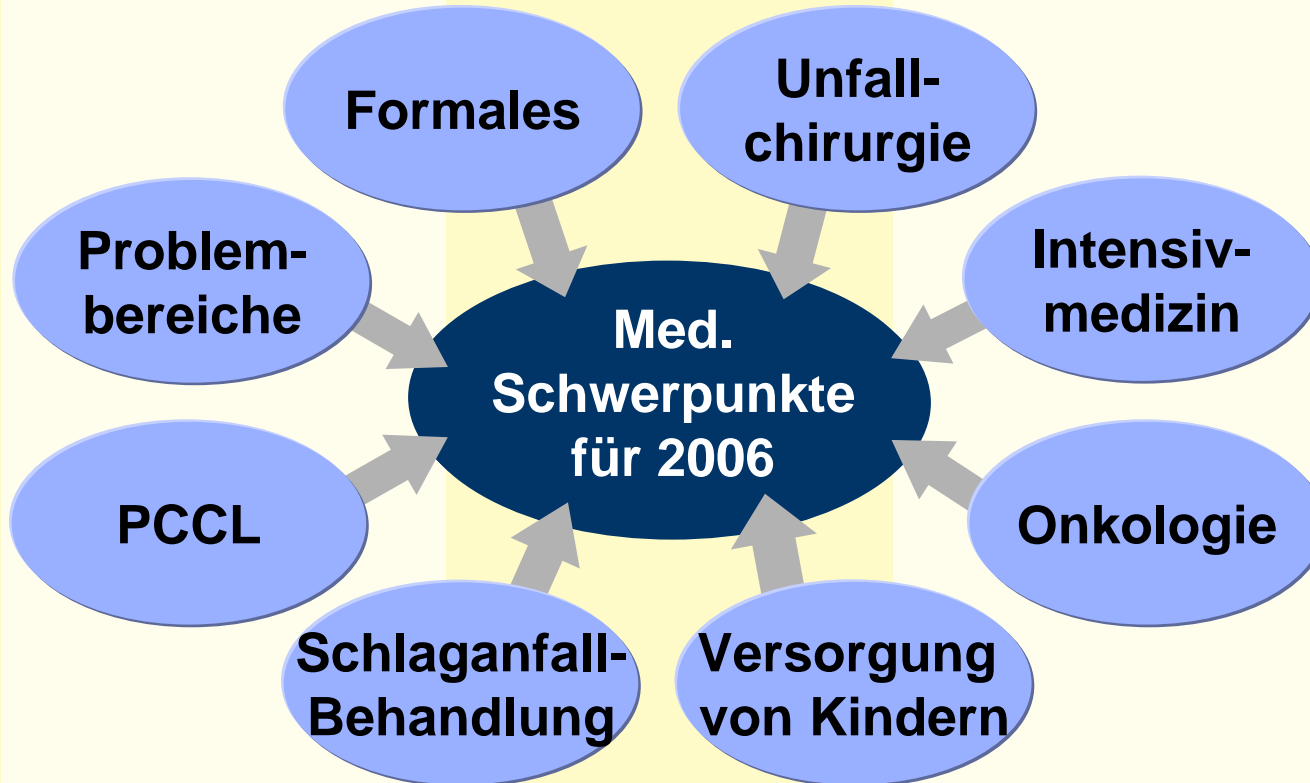 Formales
Unfall-
chirurgie
Problem-
bereiche
Intensiv-
medizin
Med.
Schwerpunkte
für 2006
PCCL
Onkologie
Schlaganfall-
Behandlung
Versorgung
von Kindern